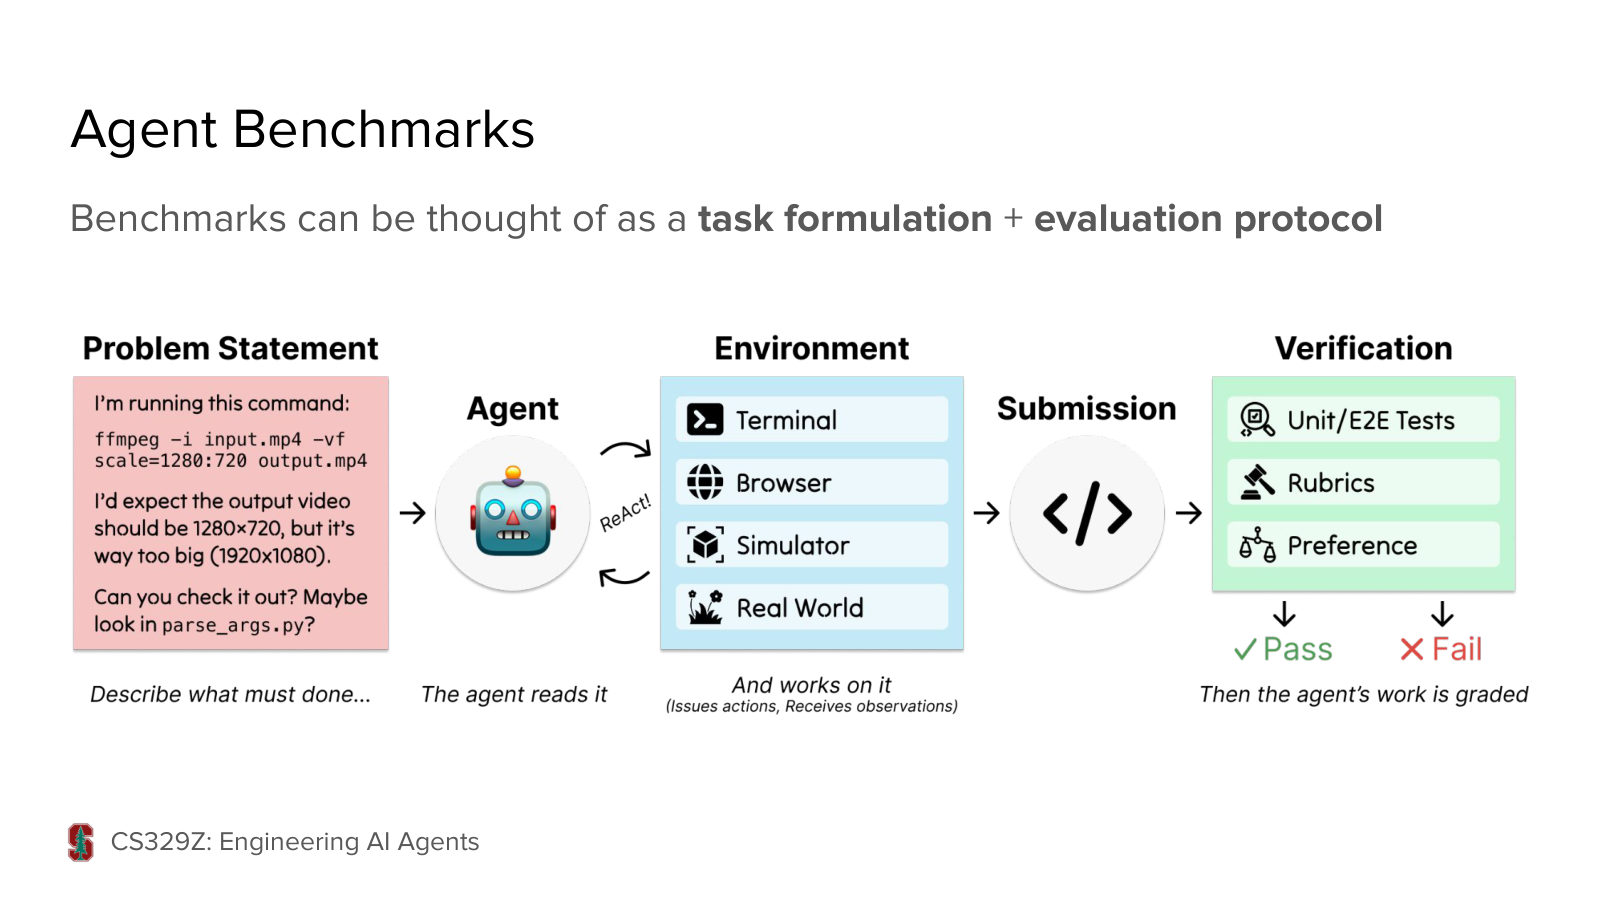 Agent Benchmarks
Benchmarks can be thought of as a task formulation + evaluation protocol
Problem Statement
I'm running this command:
ffmpeg -i input.mp4 -vf
scale=1280:720 output.mp4
I'd expect the output video
should be 1280×720, but it's
way too big (1920x1080).
Can you check it out? Maybe
look in parse_args.py?
Describe what must done...
Agent
The agent reads it
ReAct!
Environment
Terminal
Browser
Simulator
Real World
And works on it
(Issues actions, Receives observations)
Submission
</>
Verification
Unit/E2E Tests
Rubrics
Preference
✓ Pass
✕ Fail
Then the agent's work is graded
S
CS329Z: Engineering AI Agents